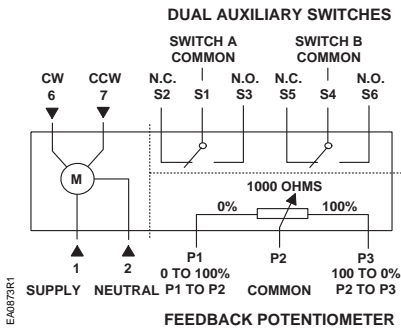 DUAL AUXILIARY SWITCHES
SWITCH A COMMON
SWITCH B COMMON
CW 6
CCW 7
N.C. S2
S1
N.O. S3
N.C. S5
S4
N.O. S6
M
1000 OHMS
0%
100%
1
2
SUPPLY
NEUTRAL
P1
0 TO 100%
P1 TO P2
P2
COMMON
P3
100 TO 0%
P2 TO P3
FEEDBACK POTENTIOMETER
EA0873R1